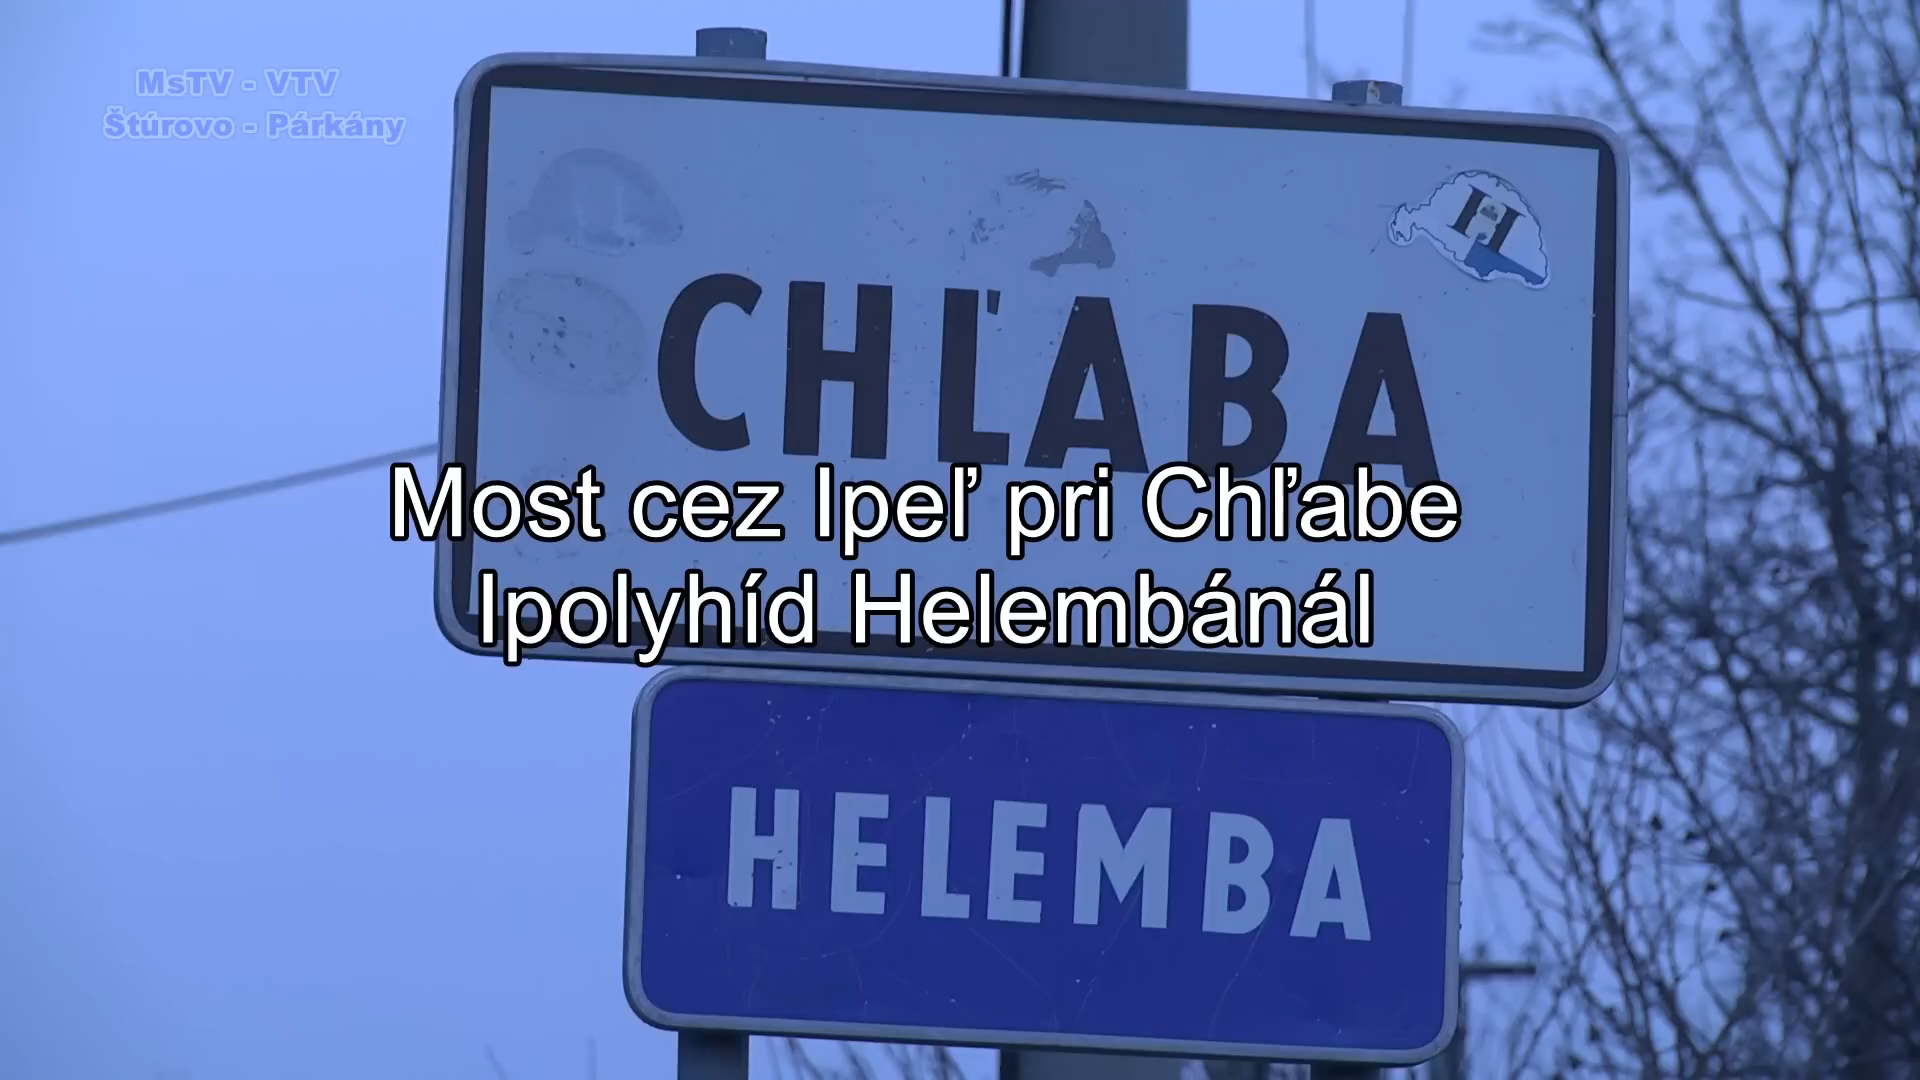 MsTV - VTV
Štúrovo - Párkány
H
CHĽABA
Most cez Ipeľ pri Chľabe
Ipolyhíd Helembánál
HELEMBA